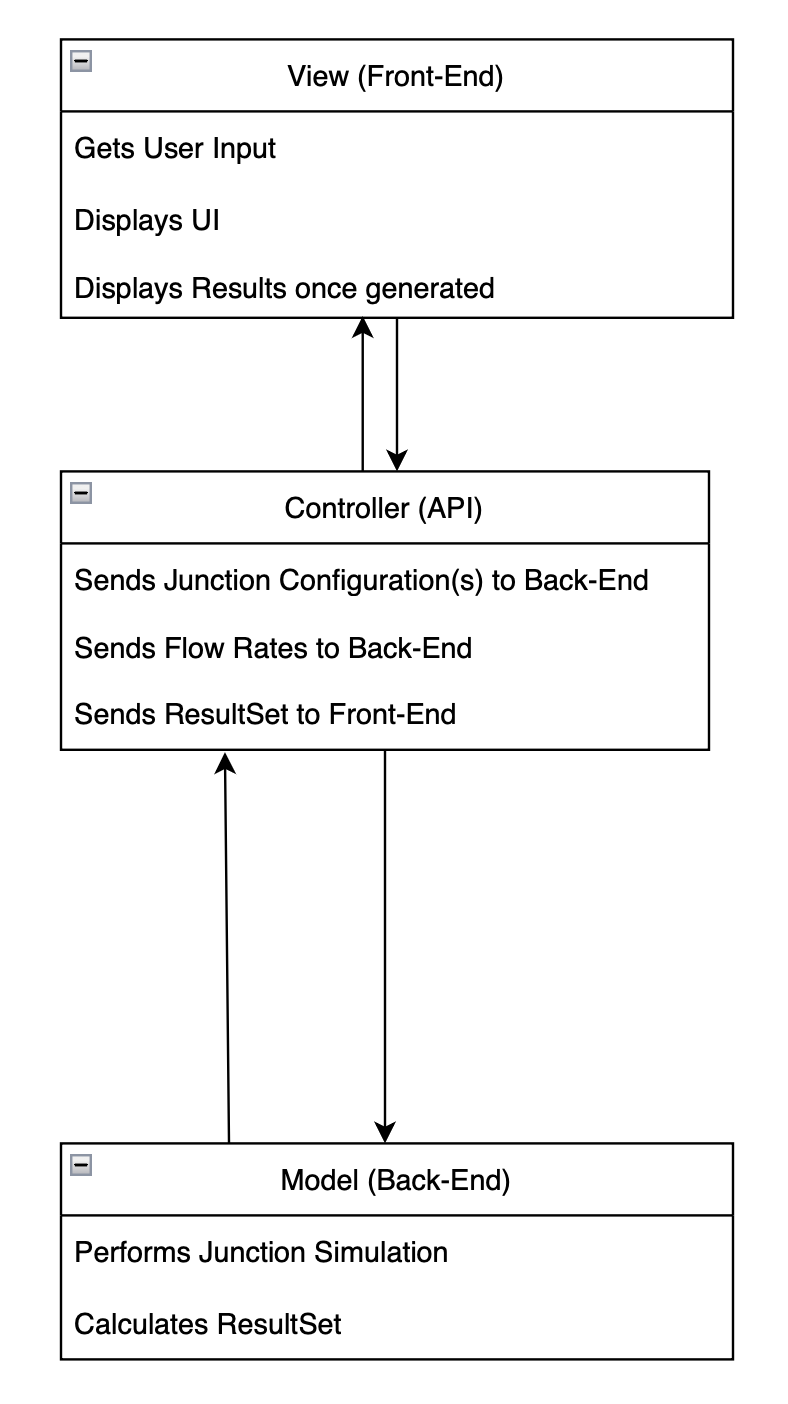 View (Front-End)
Gets User Input
Displays UI
Displays Results once generated
Controller (API)
Sends Junction Configuration(s) to Back-End
Sends Flow Rates to Back-End
Sends ResultSet to Front-End
Model (Back-End)
Performs Junction Simulation
Calculates ResultSet